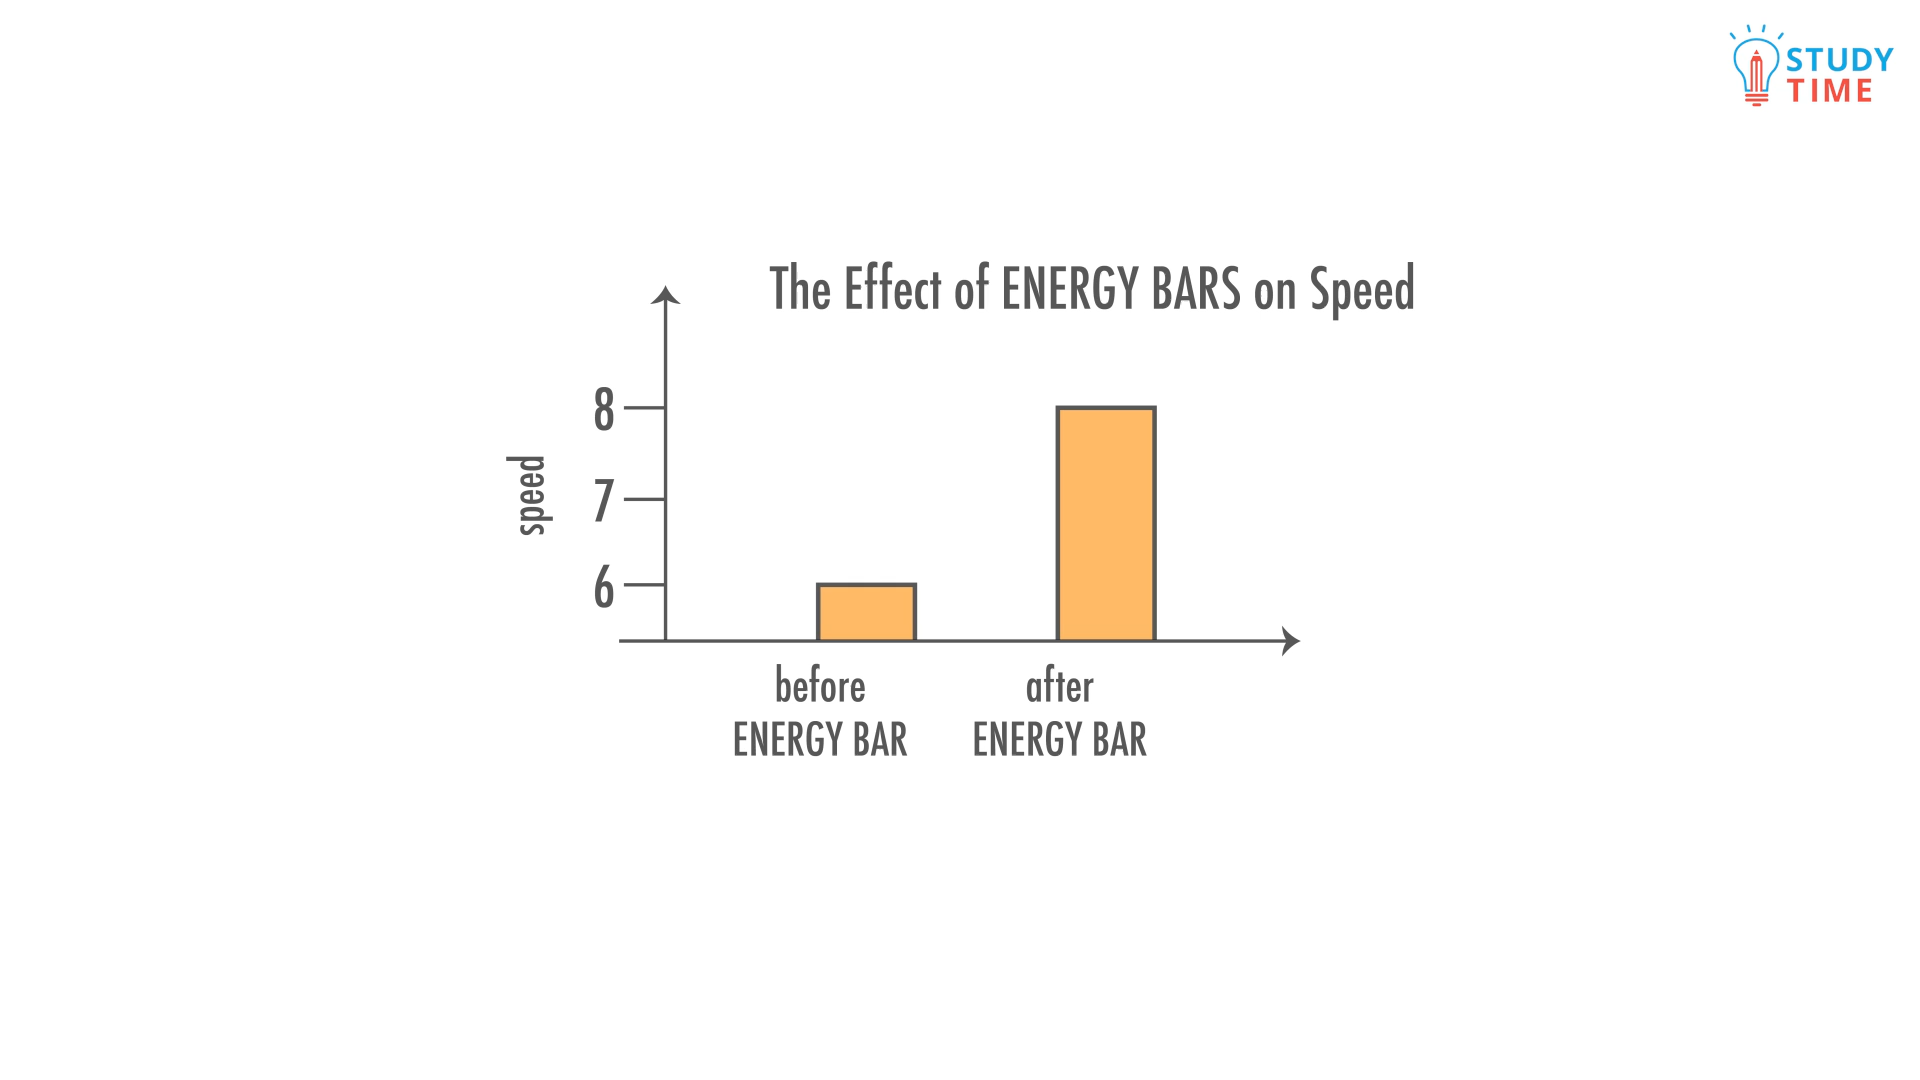 STUDY
TIME
The Effect of ENERGY BARS on Speed
8
7
6
speed
before
ENERGY BAR
after
ENERGY BAR